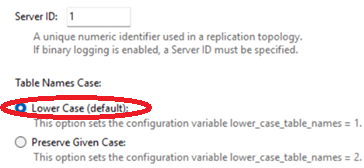 Server ID: 1
A unique numeric identifier used in a replication topology.
If binary logging is enabled, a Server ID must be specified.
Table Names Case:
Lower Case (default):
This option sets the configuration variable lower_case_table_names = 1.
Preserve Given Case:
This option sets the configuration variable lower_case_table_names = 2.